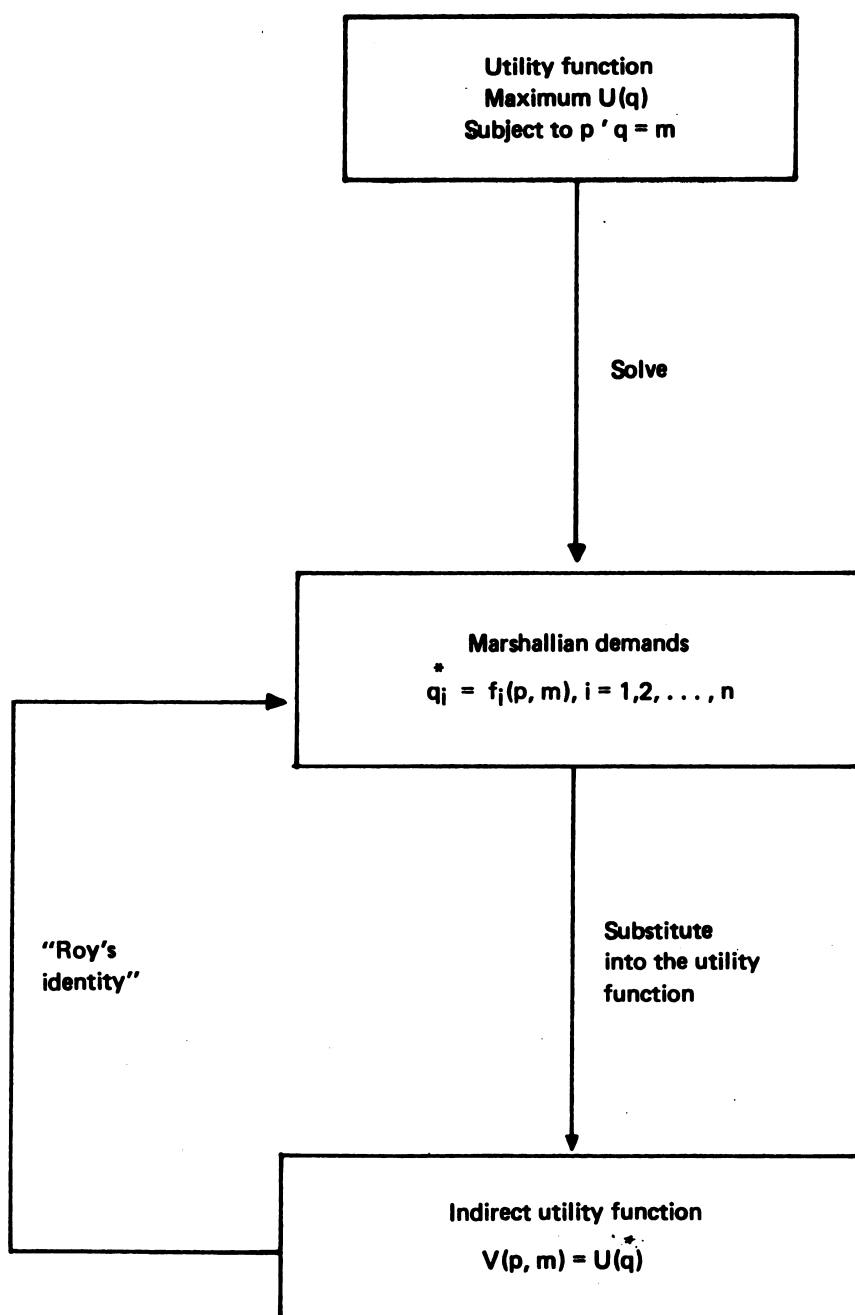 Utility function
Maximum U(q)
Subject to p ' q = m
Solve
Marshallian demands
*
qi = fi(p, m), i = 1,2, . . . , n
"Roy's
identity"
Substitute
into the utility
function
Indirect utility function
V(p, m) = U(q*)